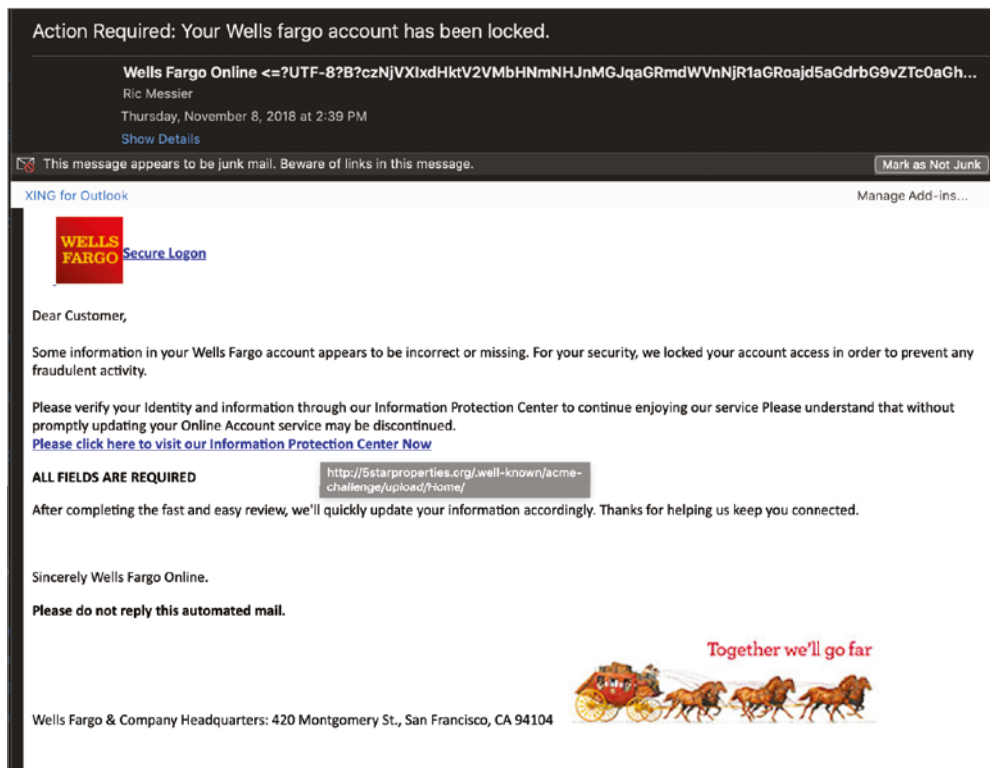 Action Required: Your Wells fargo account has been locked.
Wells Fargo Online <=?UTF-8?B?czNjVXIxdHktV2VMbHNmNHJnMGJqaGRmdWVnNjR1aGRoajd5aGdrbG9vZTc0aGh...
Ric Messier
Thursday, November 8, 2018 at 2:39 PM
Show Details
This message appears to be junk mail. Beware of links in this message.
Mark as Not Junk
XING for Outlook
Manage Add-ins...
WELLS
FARGO
Secure Logon
Dear Customer,
Some information in your Wells Fargo account appears to be incorrect or missing. For your security, we locked your account access in order to prevent any
fraudulent activity.
Please verify your Identity and information through our Information Protection Center to continue enjoying our service Please understand that without
promptly updating your Online Account service may be discontinued.
Please click here to visit our Information Protection Center Now
ALL FIELDS ARE REQUIRED
http://5starproperties.org/.well-known/acme-
challenge/upload/Home/
After completing the fast and easy review, we'll quickly update your information accordingly. Thanks for helping us keep you connected.
Sincerely Wells Fargo Online.
Please do not reply this automated mail.
Together we'll go far
Wells Fargo & Company Headquarters: 420 Montgomery St., San Francisco, CA 94104